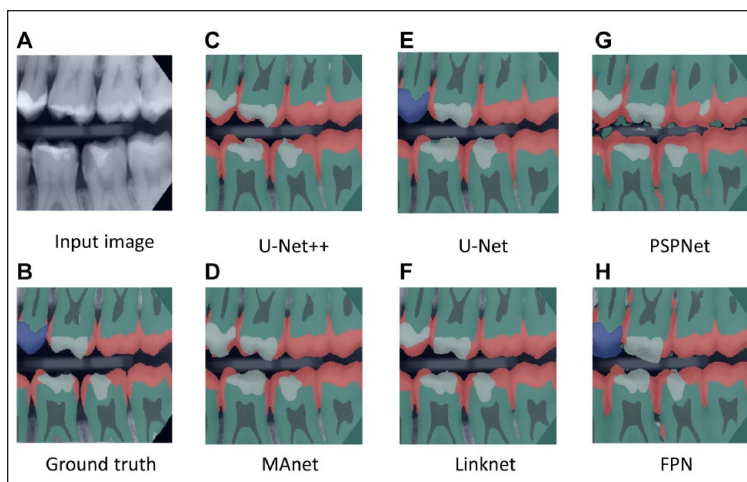 A
C
E
G
Input image
U-Net++
U-Net
PSPNet
B
D
F
H
Ground truth
MAnet
Linknet
FPN